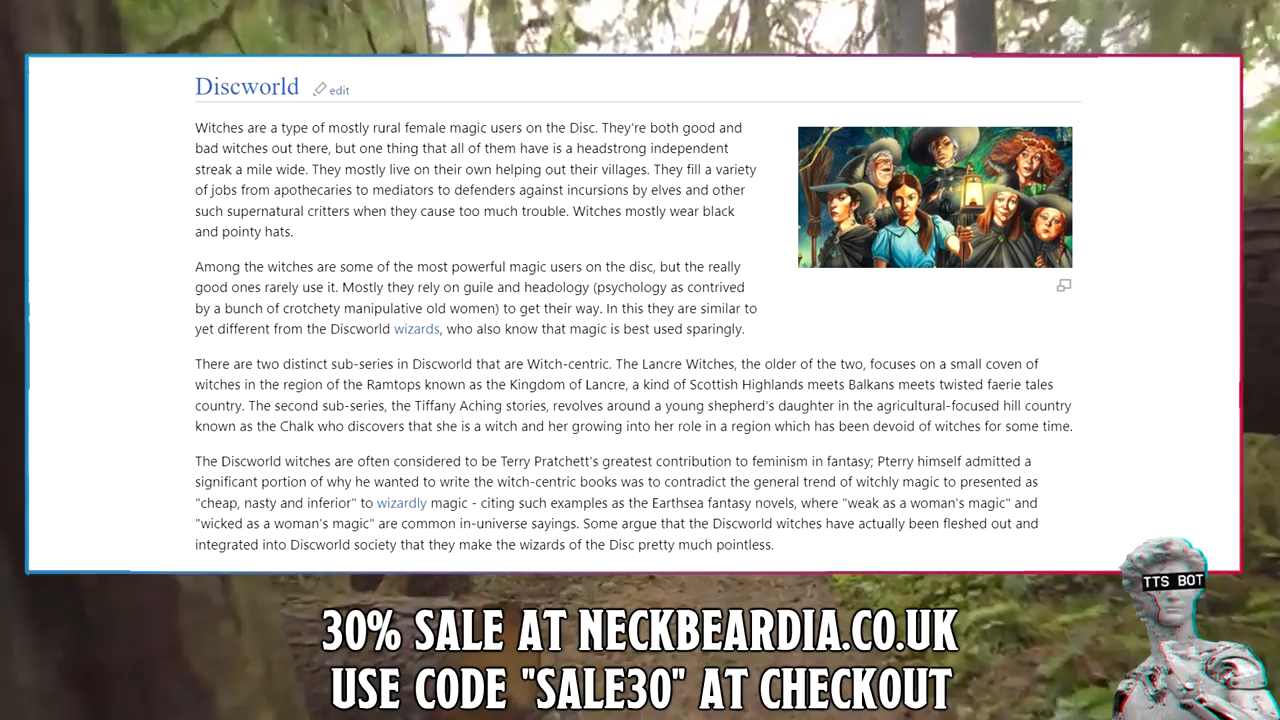 Discworld edit
Witches are a type of mostly rural female magic users on the Disc. They're both good and
bad witches out there, but one thing that all of them have is a headstrong independent
streak a mile wide. They mostly live on their own helping out their villages. They fill a variety
of jobs from apothecaries to mediators to defenders against incursions by elves and other
such supernatural critters when they cause too much trouble. Witches mostly wear black
and pointy hats.
Among the witches are some of the most powerful magic users on the disc, but the really
good ones rarely use it. Mostly they rely on guile and headology (psychology as contrived
by a bunch of crotchety manipulative old women) to get their way. In this they are similar to
yet different from the Discworld wizards, who also know that magic is best used sparingly.
There are two distinct sub-series in Discworld that are Witch-centric. The Lancre Witches, the older of the two, focuses on a small coven of
witches in the region of the Ramtops known as the Kingdom of Lancre, a kind of Scottish Highlands meets Balkans meets twisted faerie tales
country. The second sub-series, the Tiffany Aching stories, revolves around a young shepherd's daughter in the agricultural-focused hill country
known as the Chalk who discovers that she is a witch and her growing into her role in a region which has been devoid of witches for some time.
The Discworld witches are often considered to be Terry Pratchett's greatest contribution to feminism in fantasy; Pterry himself admitted a
significant portion of why he wanted to write the witch-centric books was to contradict the general trend of witchly magic to presented as
"cheap, nasty and inferior" to wizardly magic - citing such examples as the Earthsea fantasy novels, where "weak as a woman's magic" and
"wicked as a woman's magic" are common in-universe sayings. Some argue that the Discworld witches have actually been fleshed out and
integrated into Discworld society that they make the wizards of the Disc pretty much pointless.
TTS BOT
30% SALE AT NECKBEARDIA.CO.UK
USE CODE "SALE30" AT CHECKOUT